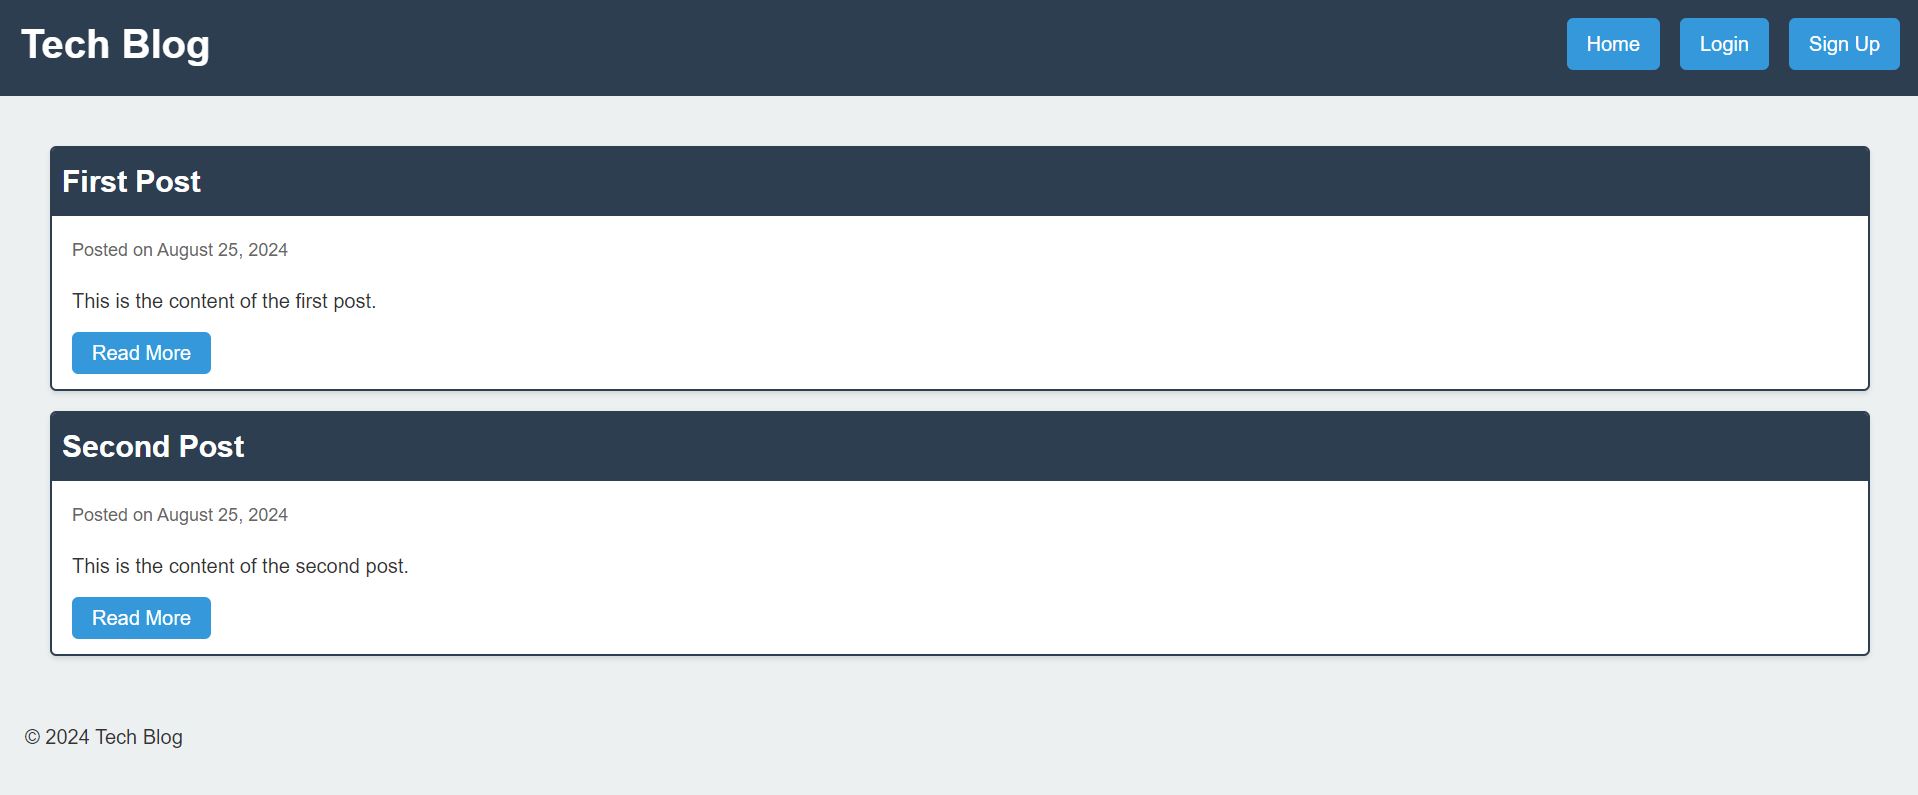 Tech Blog
Home
Login
Sign Up
First Post
Posted on August 25, 2024
This is the content of the first post.
Read More
Second Post
Posted on August 25, 2024
This is the content of the second post.
Read More
© 2024 Tech Blog